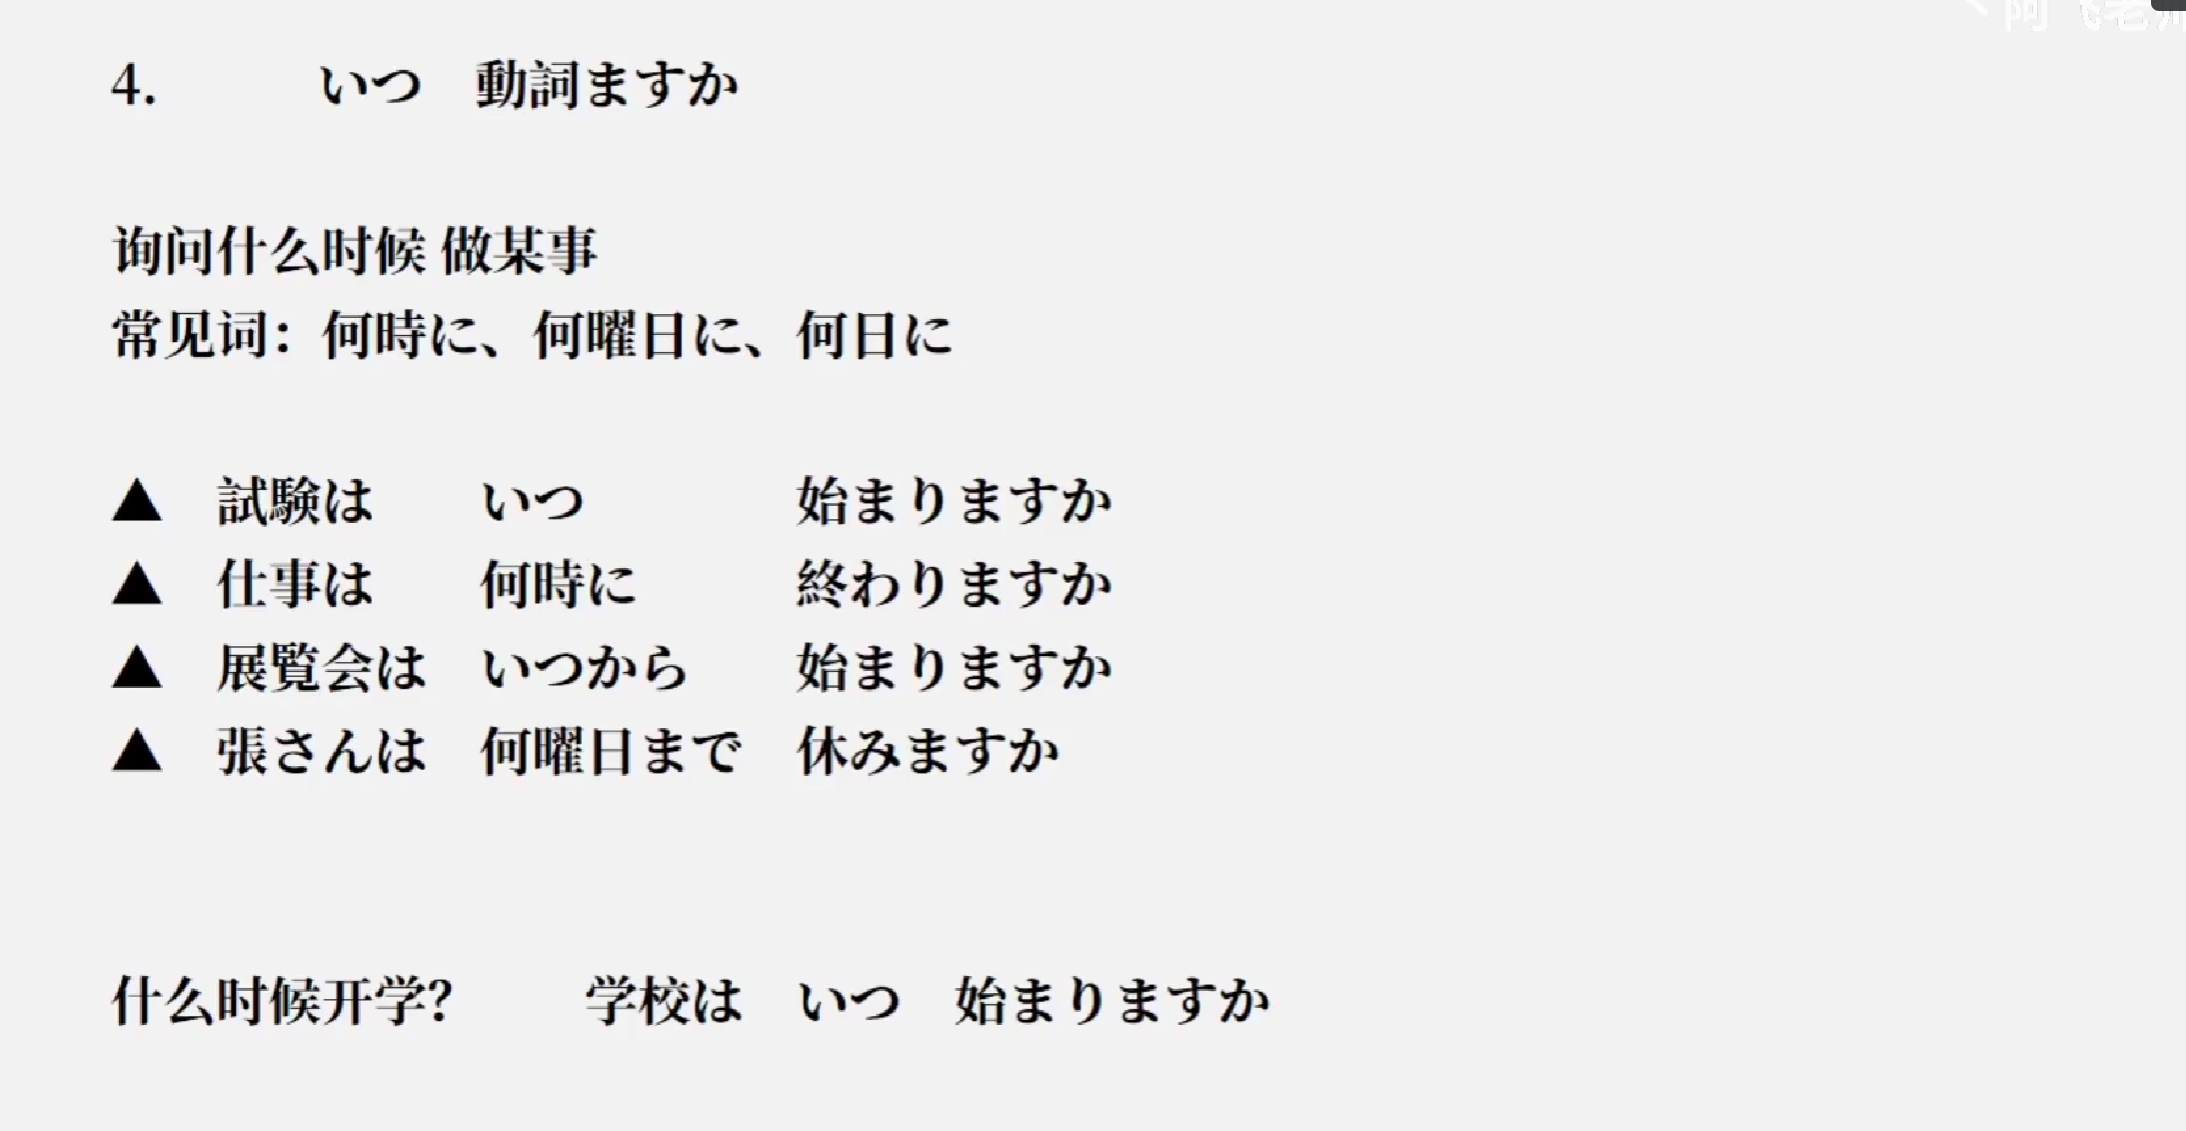 4.　　　いつ　動詞ますか
询问什么时候 做某事
常见词：何時に、何曜日に、何日に
▲　試験は　　いつ　　　　始まりますか
▲　仕事は　　何時に　　　終わりますか
▲　展覧会は　いつから　　始まりますか
▲　張さんは　何曜日まで　休みますか
什么时候开学?　　学校は　いつ　始まりますか